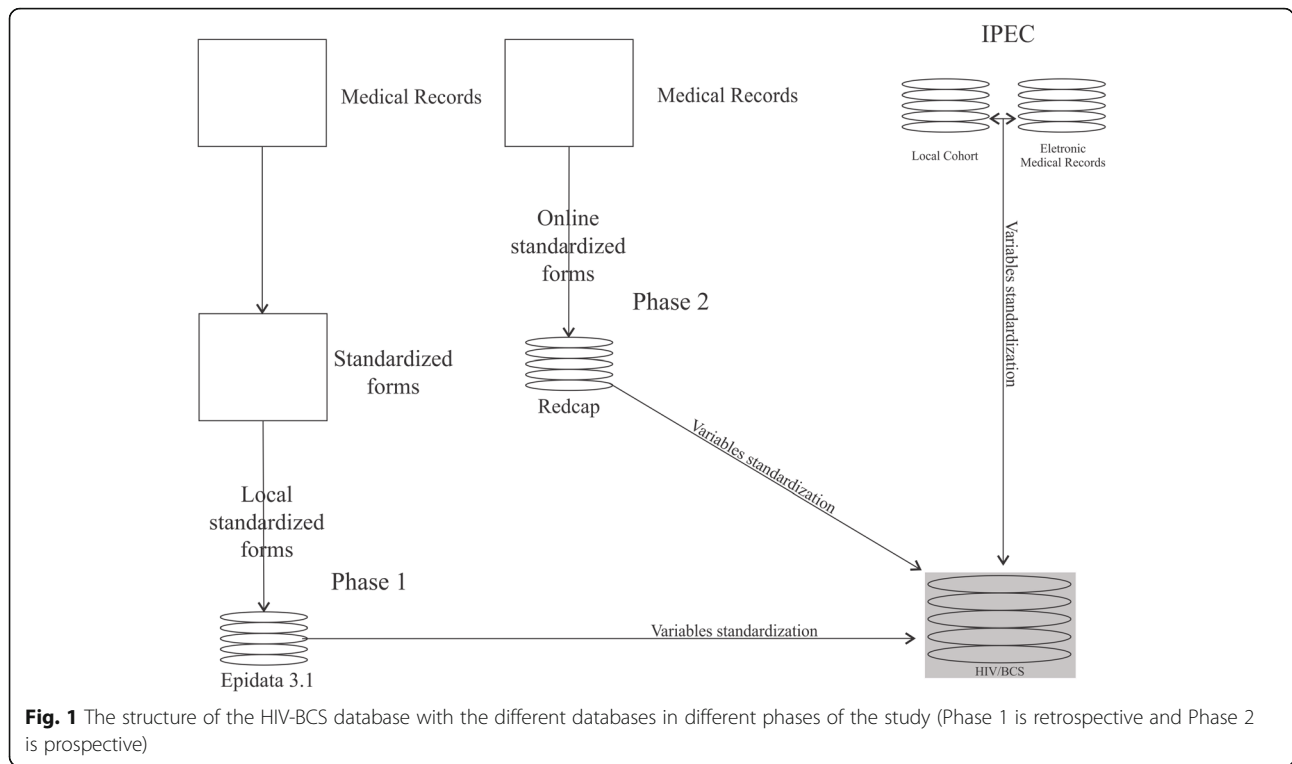 IPEC
Medical Records
Medical Records
Local Cohort
Eletronic
Medical Records
Online
standardized
forms
Variables standardization
Phase 2
Standardized
forms
Redcap
Variables standardization
Local
standardized
forms
Phase 1
Variables standardization
Epidata 3.1
HIV/BCS
Fig. 1 The structure of the HIV-BCS database with the different databases in different phases of the study (Phase 1 is retrospective and Phase 2
is prospective)